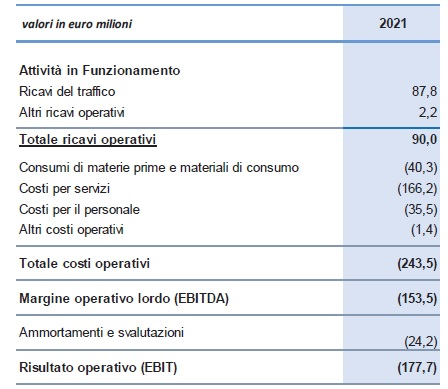 valori in euro milioni 2021
Attività in Funzionamento
Ricavi del traffico 87,8
Altri ricavi operativi 2,2
Totale ricavi operativi 90,0
Consumi di materie prime e materiali di consumo (40,3)
Costi per servizi (166,2)
Costi per il personale (35,5)
Altri costi operativi (1,4)
Totale costi operativi (243,5)
Margine operativo lordo (EBITDA) (153,5)
Ammortamenti e svalutazioni (24,2)
Risultato operativo (EBIT) (177,7)